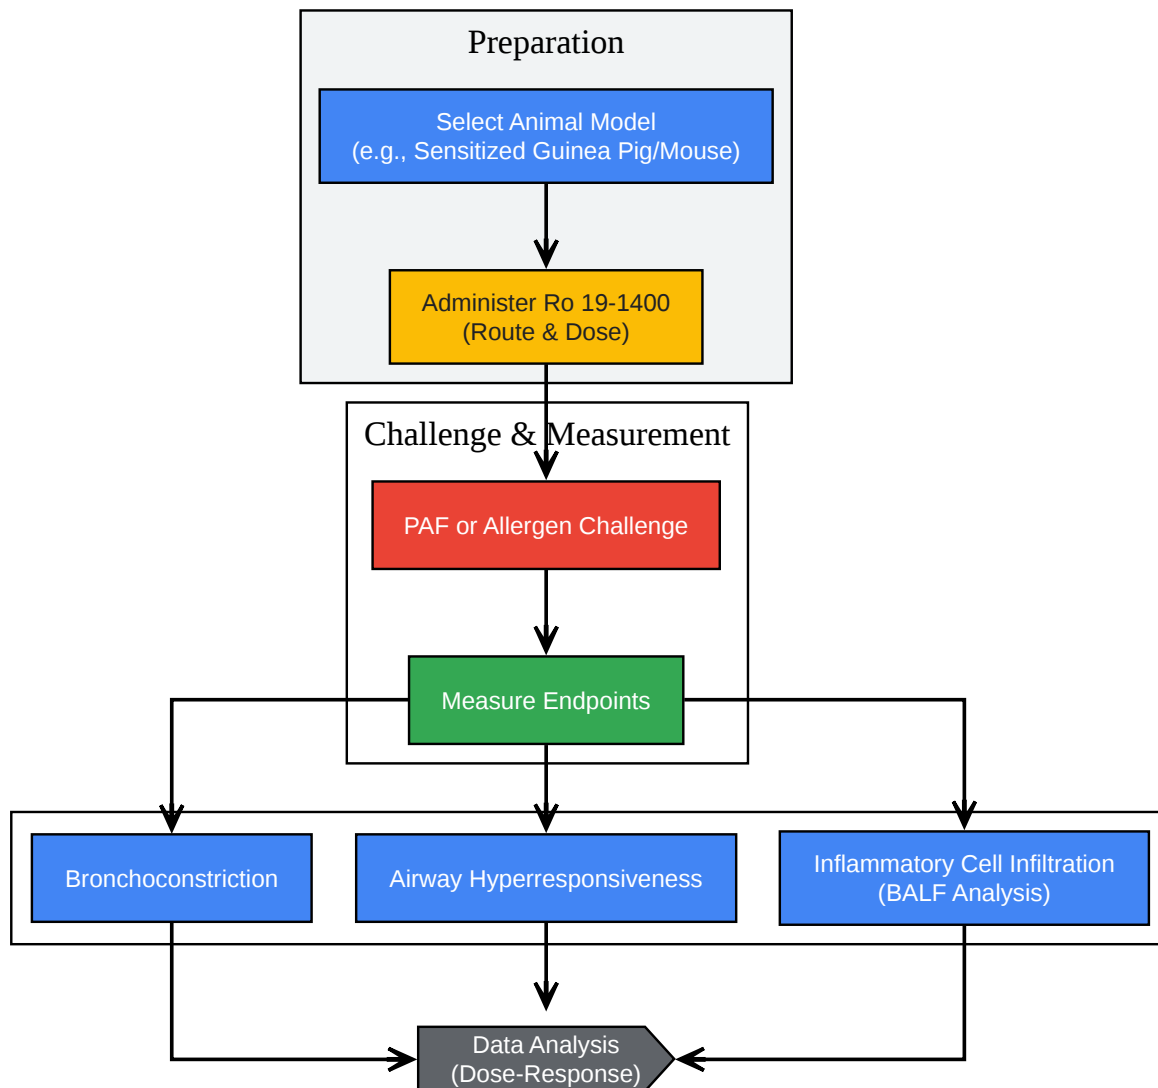 Preparation
Select Animal Model
(e.g., Sensitized Guinea Pig/Mouse)
Administer Ro 19-1400
(Route & Dose)
Challenge & Measurement
PAF or Allergen Challenge
Measure Endpoints
Bronchoconstriction
Airway Hyperresponsiveness
Inflammatory Cell Infiltration
(BALF Analysis)
Data Analysis
(Dose-Response)